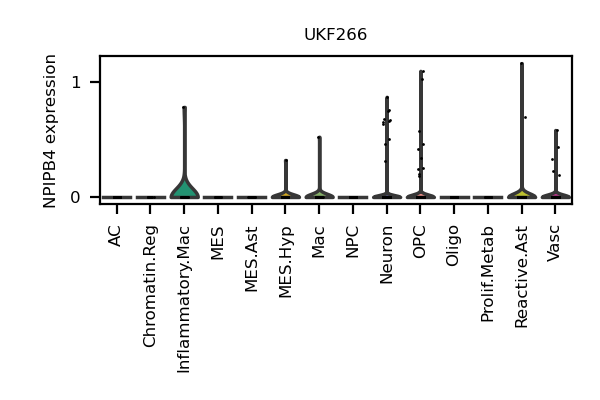 UKF266
NPIPB4 expression
1
0
AC
Chromatin.Reg
Inflammatory.Mac
MES
MES.Ast
MES.Hyp
Mac
NPC
Neuron
OPC
Oligo
Prolif.Metab
Reactive.Ast
Vasc